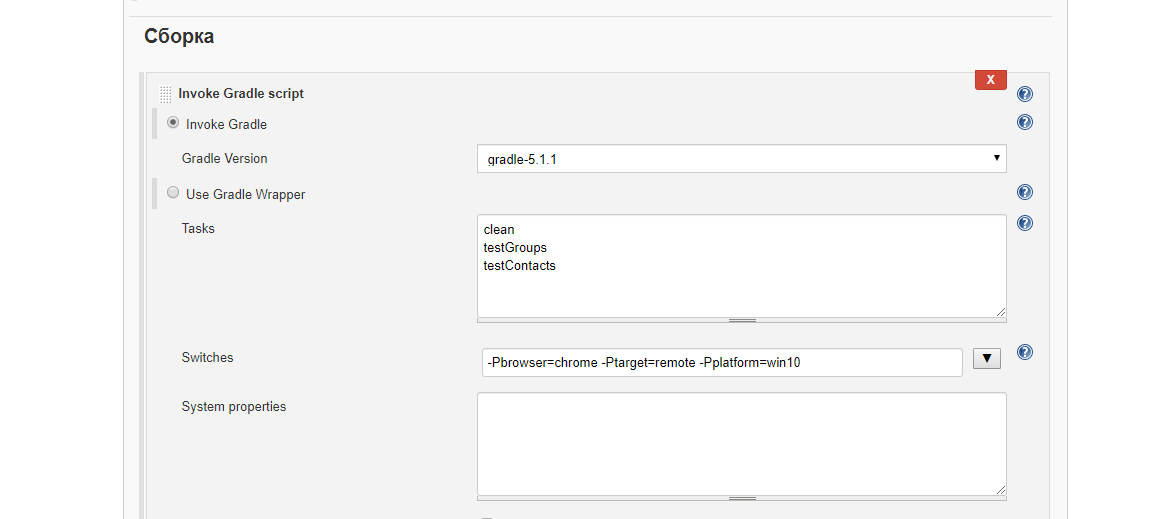 Сборка
X
Invoke Gradle script
Invoke Gradle
Gradle Version
gradle-5.1.1
Use Gradle Wrapper
Tasks
clean
testGroups
testContacts
Switches
-Pbrowser=chrome -Ptarget=remote -Pplatform=win10
System properties